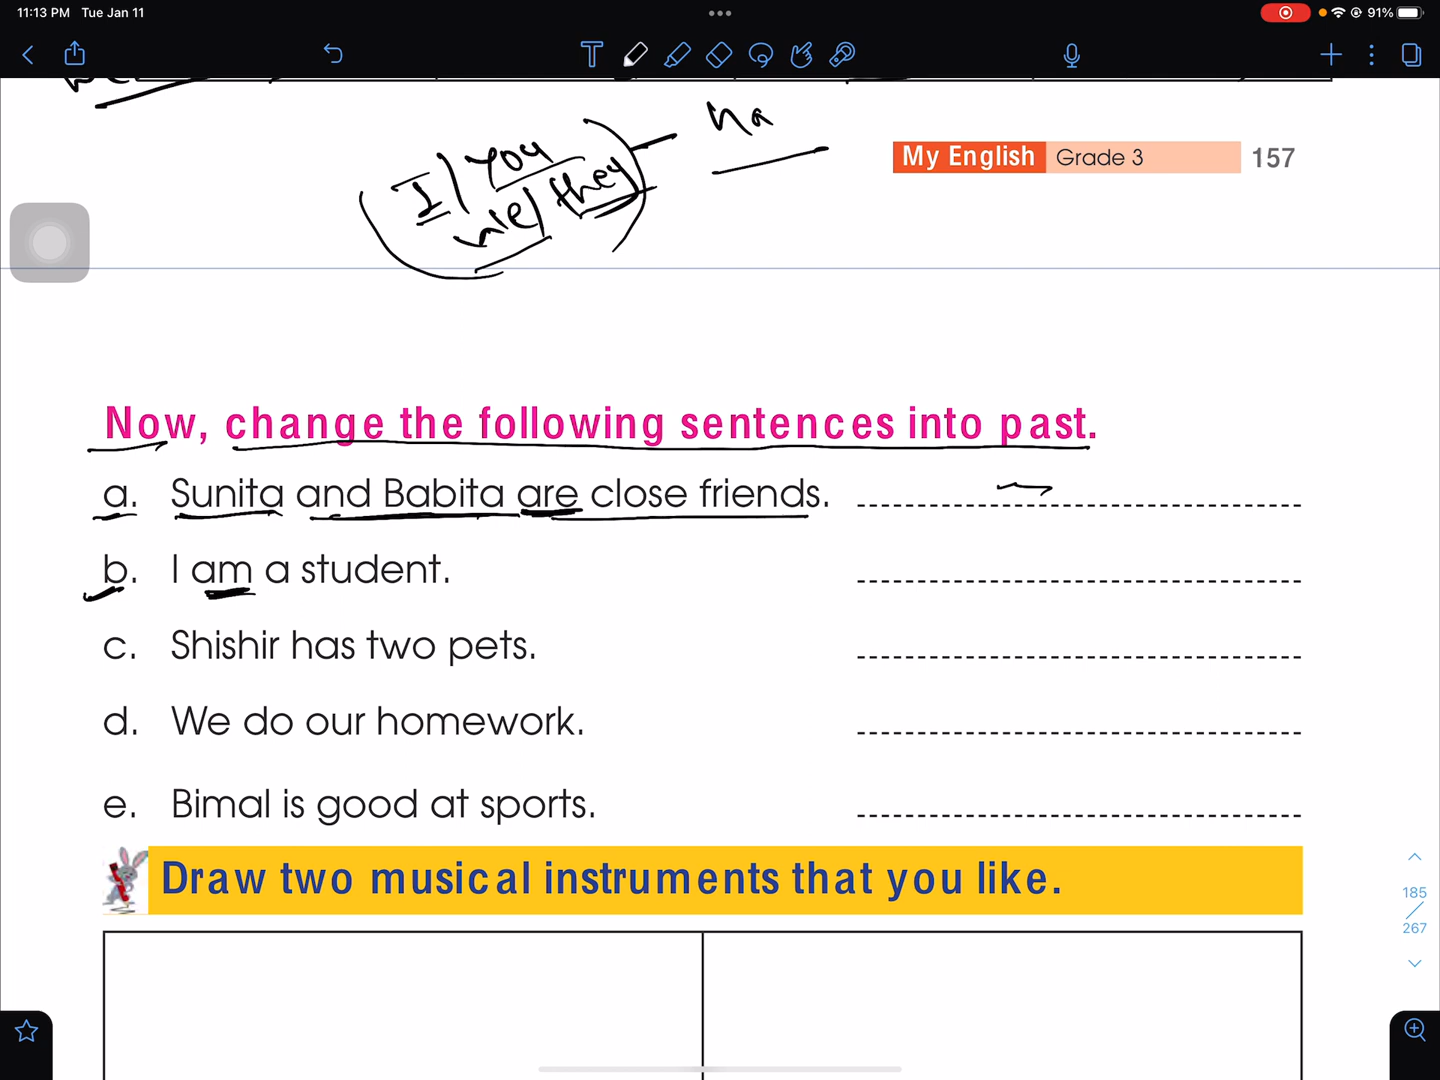 11:13 PM Tue Jan 11
91%
ha
I/You
we/they
My English Grade 3 157
Now, change the following sentences into past.
a. Sunita and Babita are close friends.
b. I am a student.
c. Shishir has two pets.
d. We do our homework.
e. Bimal is good at sports.
Draw two musical instruments that you like.
185
267